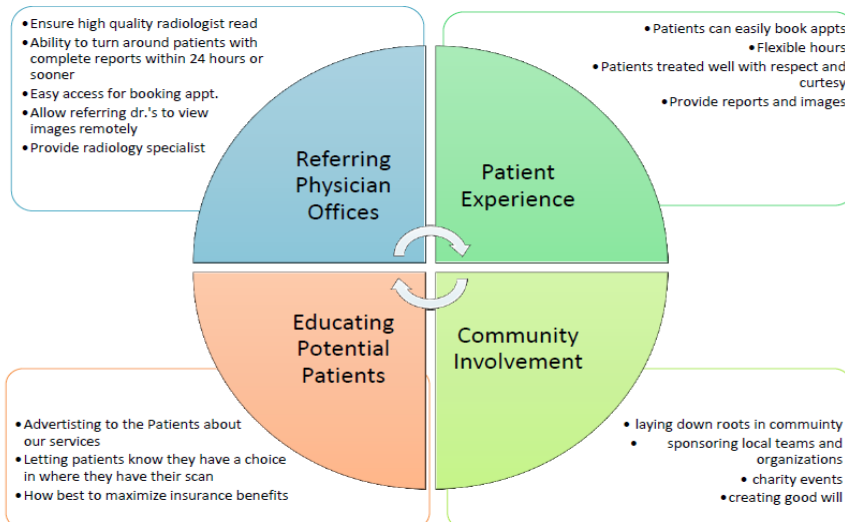 • Ensure high quality radiologist read
• Ability to turn around patients with
complete reports within 24 hours or
sooner
• Easy access for booking appt.
• Allow referring dr.'s to view
images remotely
• Provide radiology specialist
• Patients can easily book appts
• Flexible hours
• Patients treated well with respect and
curtesy
• Provide reports and images
Referring
Physician
Offices
Patient
Experience
Educating
Potential
Patients
Community
Involvement
• Advertisting to the Patients about
our services
• Letting patients know they have a choice
in where they have their scan
• How best to maximize insurance benefits
• laying down roots in commuinty
• sponsoring local teams and
organizations
• charity events
• creating good will